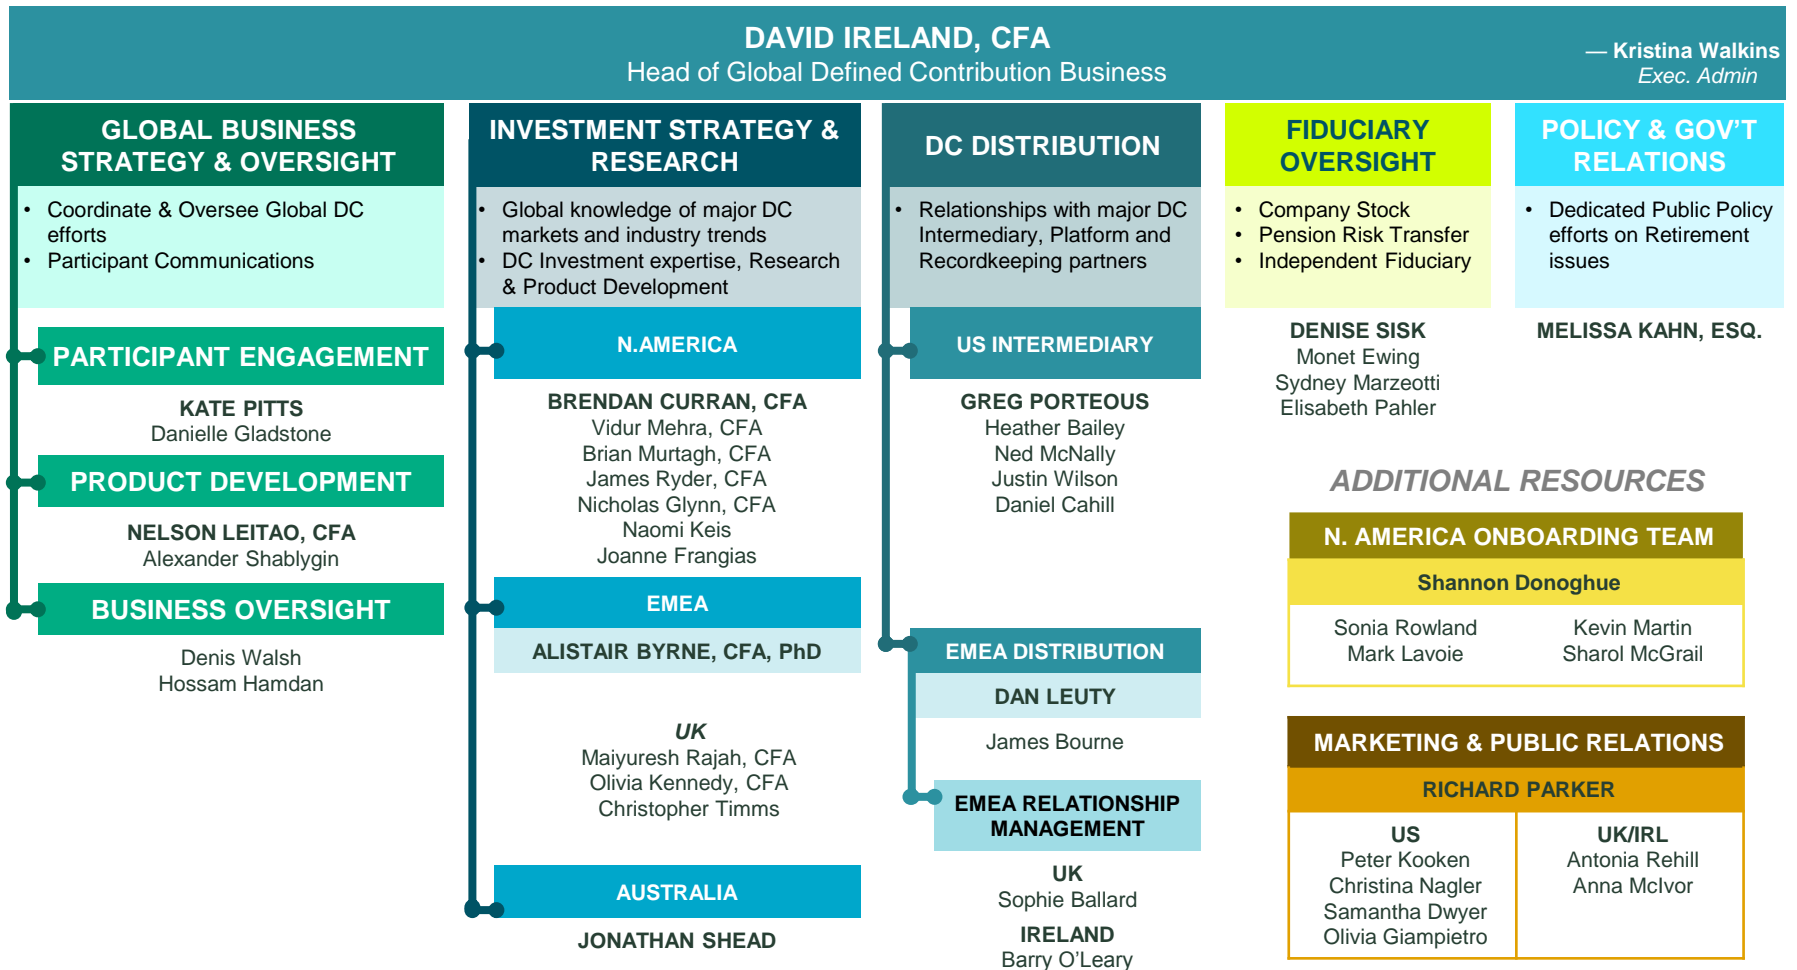 DAVID IRELAND, CFA
Head of Global Defined Contribution Business
— Kristina Walkins
Exec. Admin
GLOBAL BUSINESS
STRATEGY & OVERSIGHT
• Coordinate & Oversee Global DC
efforts
• Participant Communications
PARTICIPANT ENGAGEMENT
KATE PITTS
Danielle Gladstone
PRODUCT DEVELOPMENT
NELSON LEITAO, CFA
Alexander Shablygin
BUSINESS OVERSIGHT
Denis Walsh
Hossam Hamdan
INVESTMENT STRATEGY &
RESEARCH
• Global knowledge of major DC
markets and industry trends
• DC Investment expertise, Research
& Product Development
N.AMERICA
BRENDAN CURRAN, CFA
Vidur Mehra, CFA
Brian Murtagh, CFA
James Ryder, CFA
Nicholas Glynn, CFA
Naomi Keis
Joanne Frangias
EMEA
ALISTAIR BYRNE, CFA, PhD
UK
Maiyuresh Rajah, CFA
Olivia Kennedy, CFA
Christopher Timms
AUSTRALIA
JONATHAN SHEAD
DC DISTRIBUTION
• Relationships with major DC
Intermediary, Platform and
Recordkeeping partners
US INTERMEDIARY
GREG PORTEOUS
Heather Bailey
Ned McNally
Justin Wilson
Daniel Cahill
EMEA DISTRIBUTION
DAN LEUTY
James Bourne
EMEA RELATIONSHIP
MANAGEMENT
UK
Sophie Ballard
IRELAND
Barry O’Leary
FIDUCIARY
OVERSIGHT
• Company Stock
• Pension Risk Transfer
• Independent Fiduciary
DENISE SISK
Monet Ewing
Sydney Marzeotti
Elisabeth Pahler
POLICY & GOV’T
RELATIONS
• Dedicated Public Policy
efforts on Retirement
issues
MELISSA KAHN, ESQ.
ADDITIONAL RESOURCES
N. AMERICA ONBOARDING TEAM
Shannon Donoghue
Sonia Rowland
Mark Lavoie
Kevin Martin
Sharol McGrail
MARKETING & PUBLIC RELATIONS
RICHARD PARKER
US
Peter Kooken
Christina Nagler
Samantha Dwyer
Olivia Giampietro
UK/IRL
Antonia Rehill
Anna McIvor